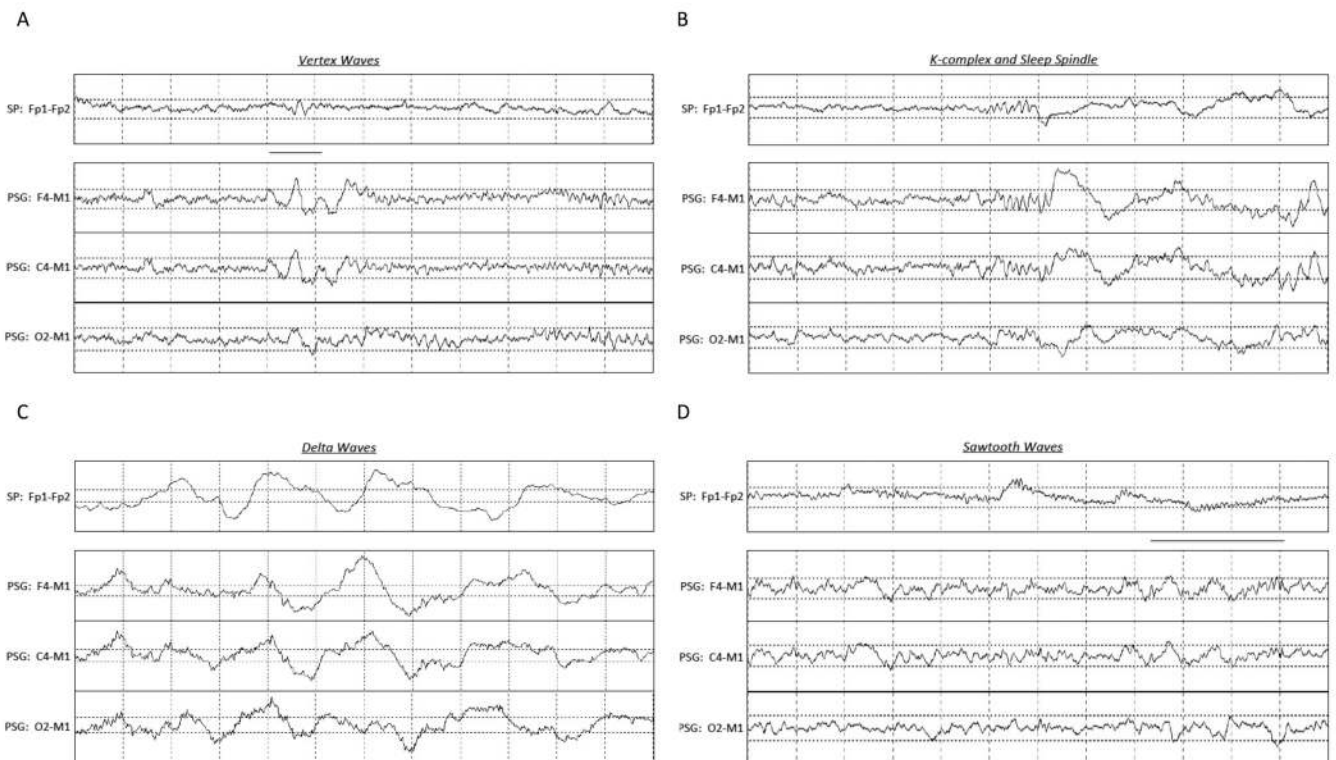 A
Vertex Waves
SP: Fp1-Fp2
PSG: F4-M1
PSG: C4-M1
PSG: O2-M1
B
K-complex and Sleep Spindle
SP: Fp1-Fp2
PSG: F4-M1
PSG: C4-M1
PSG: O2-M1
C
Delta Waves
SP: Fp1-Fp2
PSG: F4-M1
PSG: C4-M1
PSG: O2-M1
D
Sawtooth Waves
SP: Fp1-Fp2
PSG: F4-M1
PSG: C4-M1
PSG: O2-M1